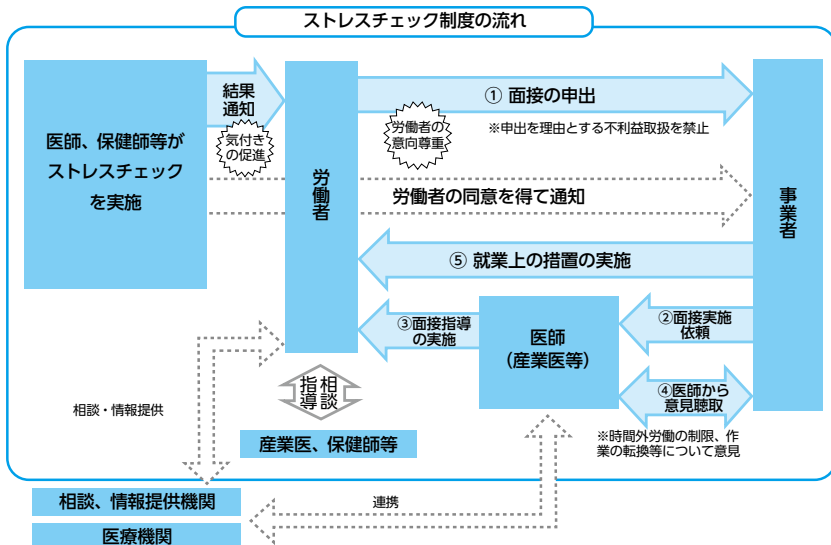 ストレスチェック制度の流れ
医師、保健師等が
ストレスチェック
を実施
結果
通知
気付き
の促進
労働者
① 面接の申出
労働者の
意向尊重
※申出を理由とする不利益取扱を禁止
労働者の同意を得て通知
事業者
⑤ 就業上の措置の実施
③面接指導
の実施
医師
（産業医等）
②面接実施
依頼
④医師から
意見聴取
※時間外労働の制限、作
業の転換等について意見
相談
指導
相談・情報提供
産業医、保健師等
相談、情報提供機関
医療機関
連携